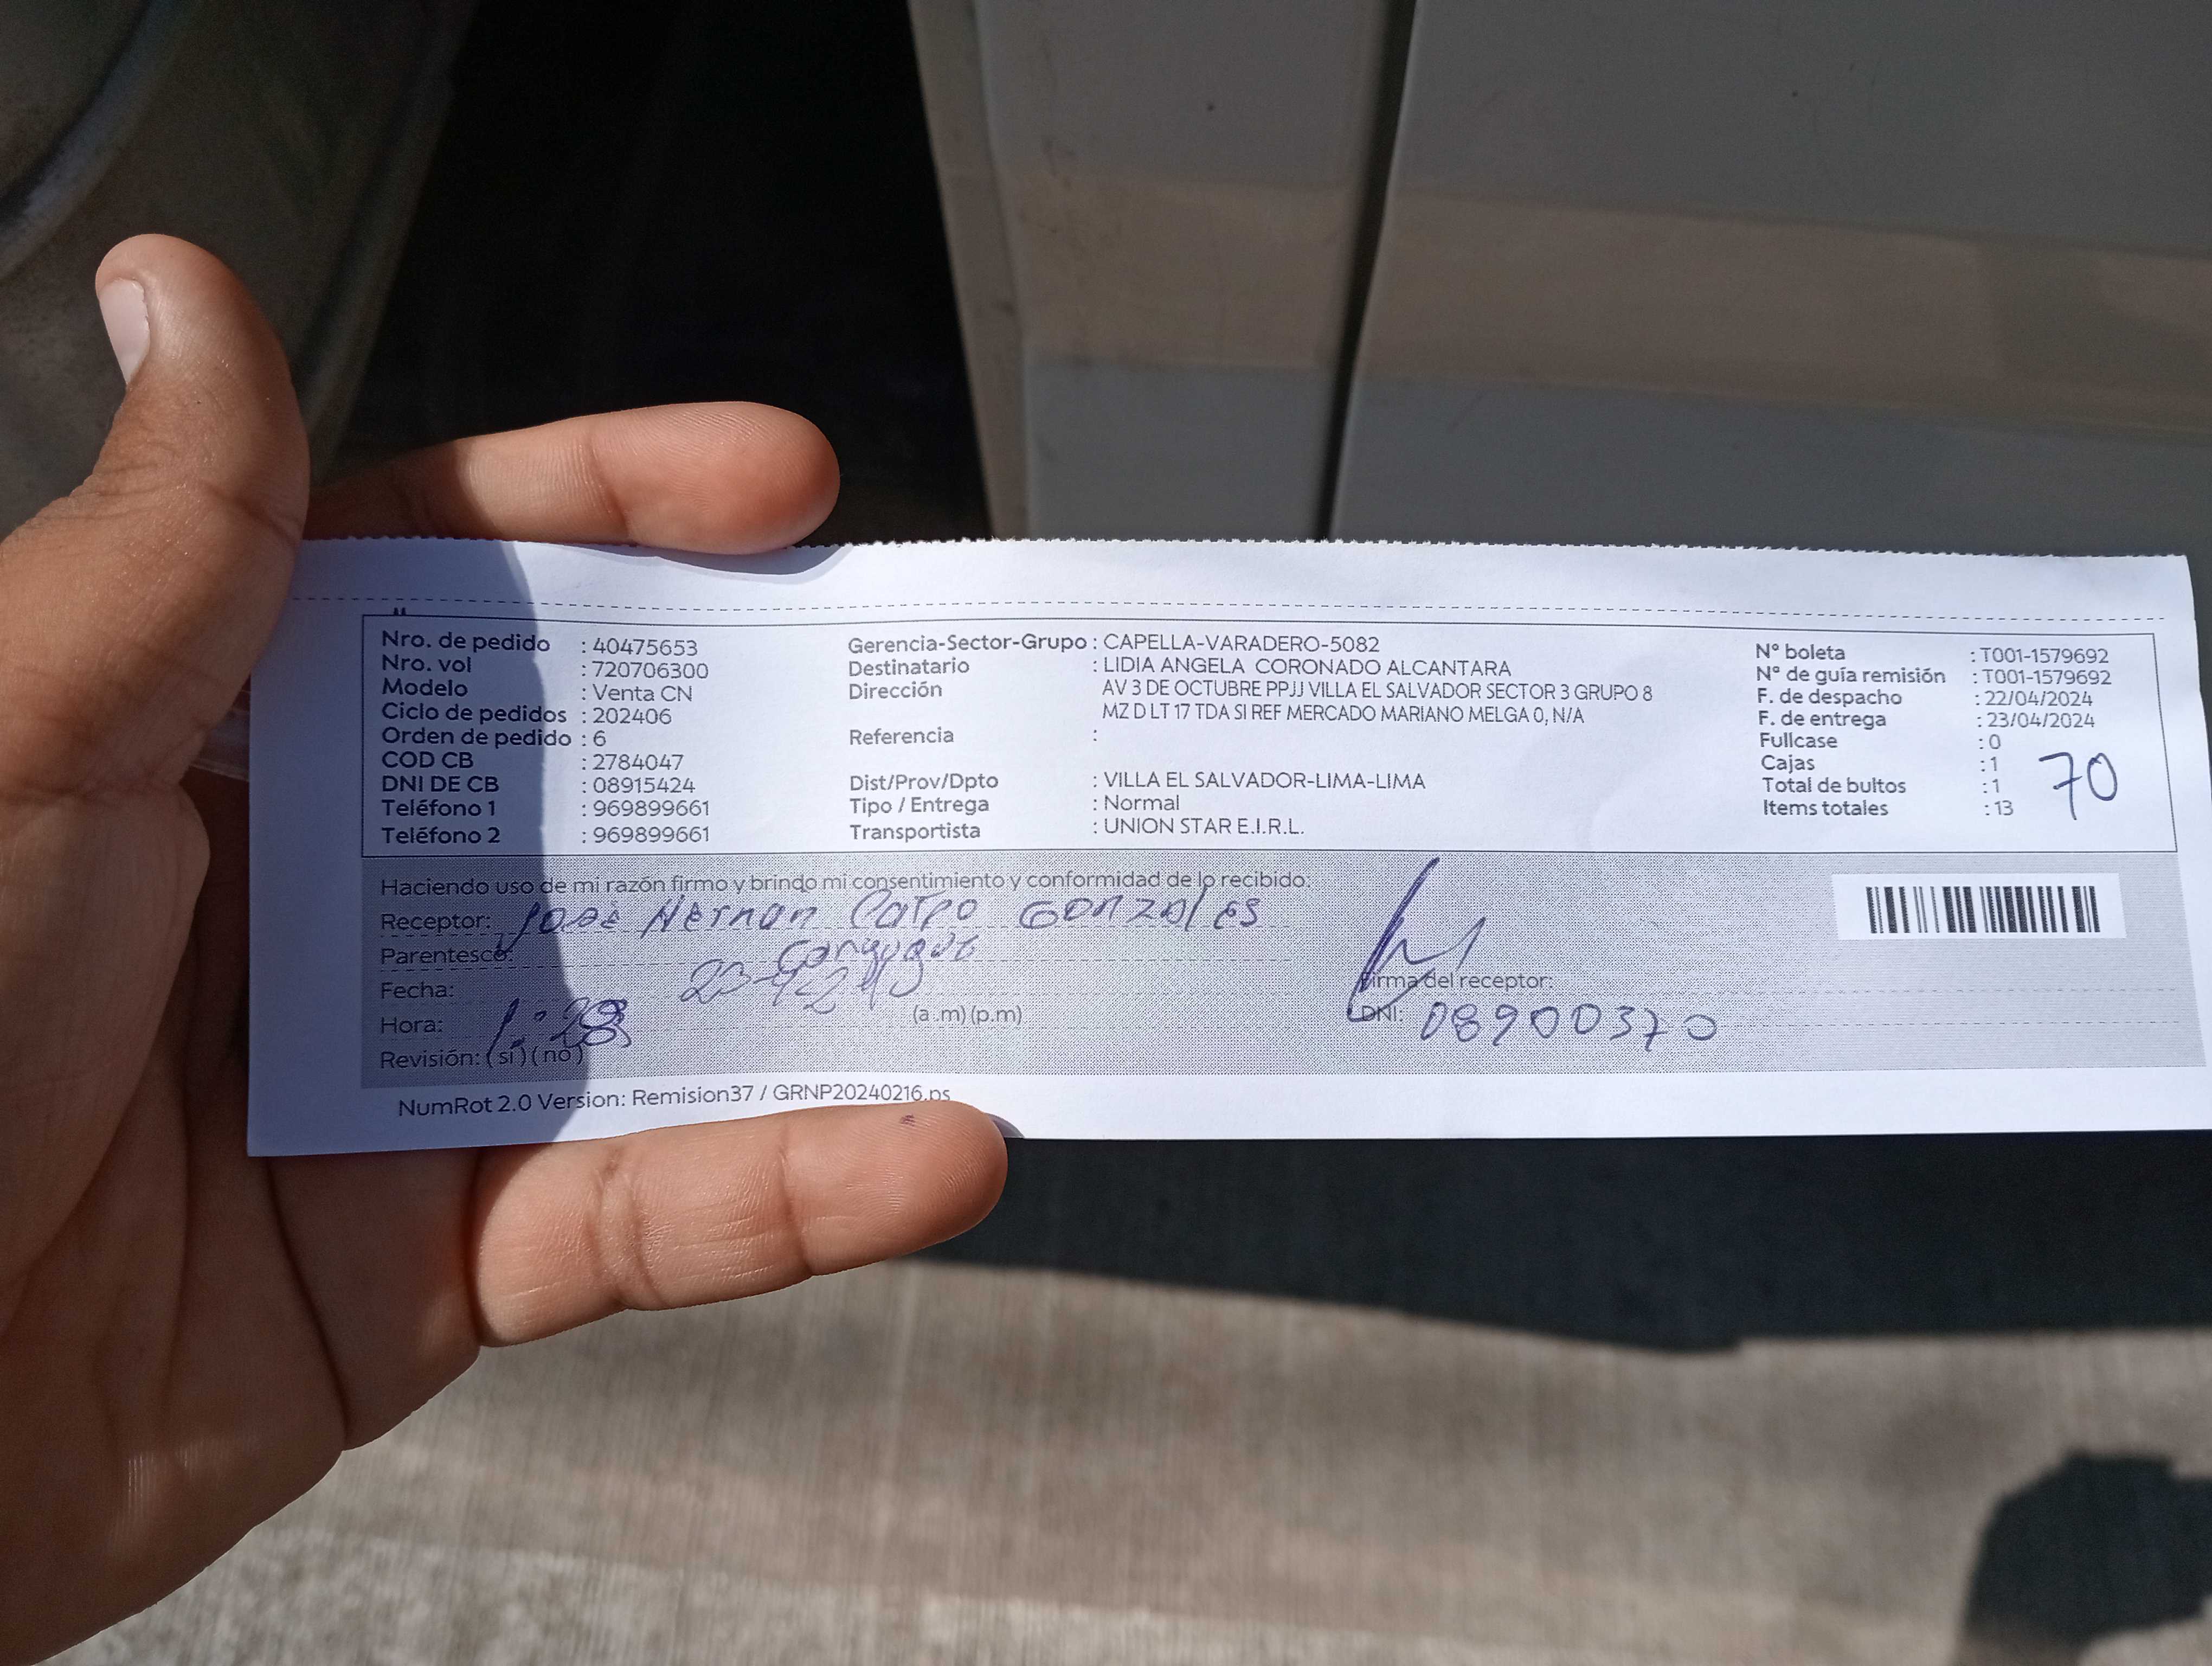 Nro. de pedido : 40475653
Nro. vol : 720706300
Modelo : Venta CN
Ciclo de pedidos : 202406
Orden de pedido : 6
COD CB : 2784047
DNI DE CB : 08915424
Teléfono 1 : 969899661
Teléfono 2 : 969899661
Gerencia-Sector-Grupo : CAPELLA-VARADERO-5082
Destinatario : LIDIA ANGELA CORONADO ALCANTARA
Dirección AV 3 DE OCTUBRE PPJJ VILLA EL SALVADOR SECTOR 3 GRUPO 8
MZ D LT 17 TDA SI REF MERCADO MARIANO MELGA 0, N/A
Referencia :
Dist/Prov/Dpto : VILLA EL SALVADOR-LIMA-LIMA
Tipo / Entrega : Normal
Transportista : UNION STAR E.I.R.L.
N° boleta : T001-1579692
N° de guía remisión : T001-1579692
F. de despacho : 22/04/2024
F. de entrega : 23/04/2024
Fullcase : 0
Cajas : 1
Total de bultos : 1
Items totales : 13
70
Haciendo uso de mi razón firmo y brindo mi consentimiento y conformidad de lo recibido.
Receptor: Jose Hernan Carpo Gonzales
Parentesco:
Fecha:
Hora: 1:28 (a .m) (p.m)
Revisión: ( si ) ( no )
Firma del receptor:
DNI: 08900370
NumRot 2.0 Version: Remision37 / GRNP20240216.ps